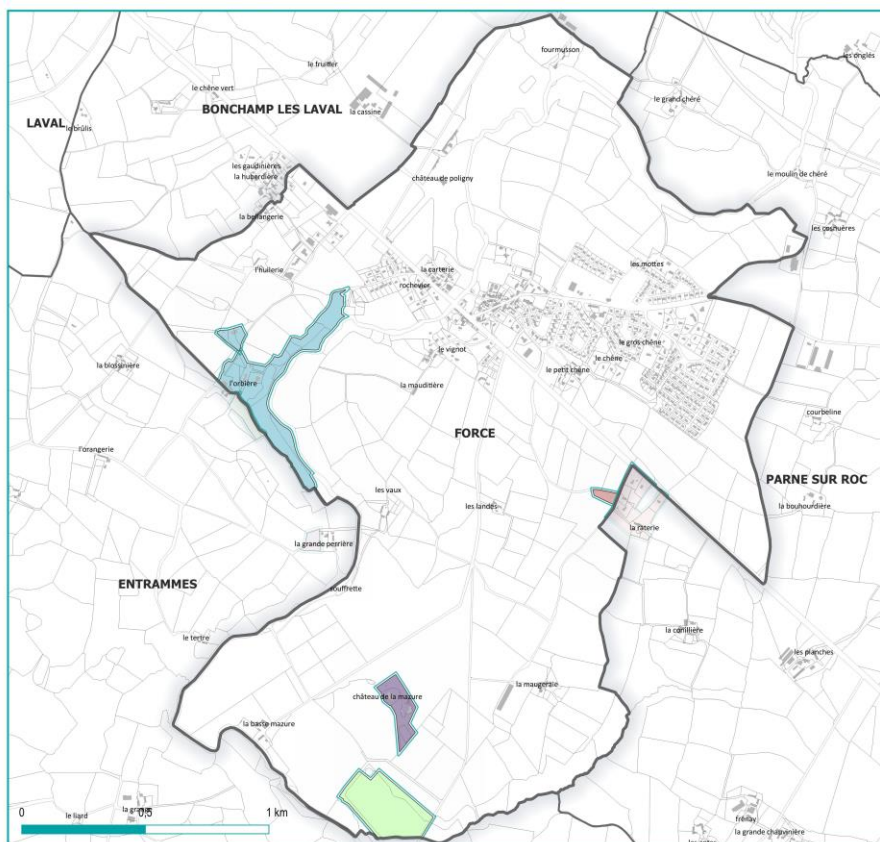 fourmusson
les onglés
le fruitier
le chêne vert
BONCHAMP LES LAVAL
la cassine
le grand chéré
LAVAL
le brûlis
les gaudinières
la huberdière
château de poligny
le moulin de chéré
la boulangerie
les cosnuères
l'huilerie
la carterie
les mottes
rochevier
le vignot
le gros chêne
la blossinière
le chêne
le petit chêne
l'orbière
la mauditière
courbeline
FORCE
l'orangerie
PARNE SUR ROC
les vaux
les landes
la bouhourdière
la raterie
la grande perrière
ENTRAMMES
souffrette
la conillière
le tertre
les planches
la maugeraie
château de la mazure
la basse mazure
0 0,5 1 km
la grange
le liard
frénay
la grande chauvinière